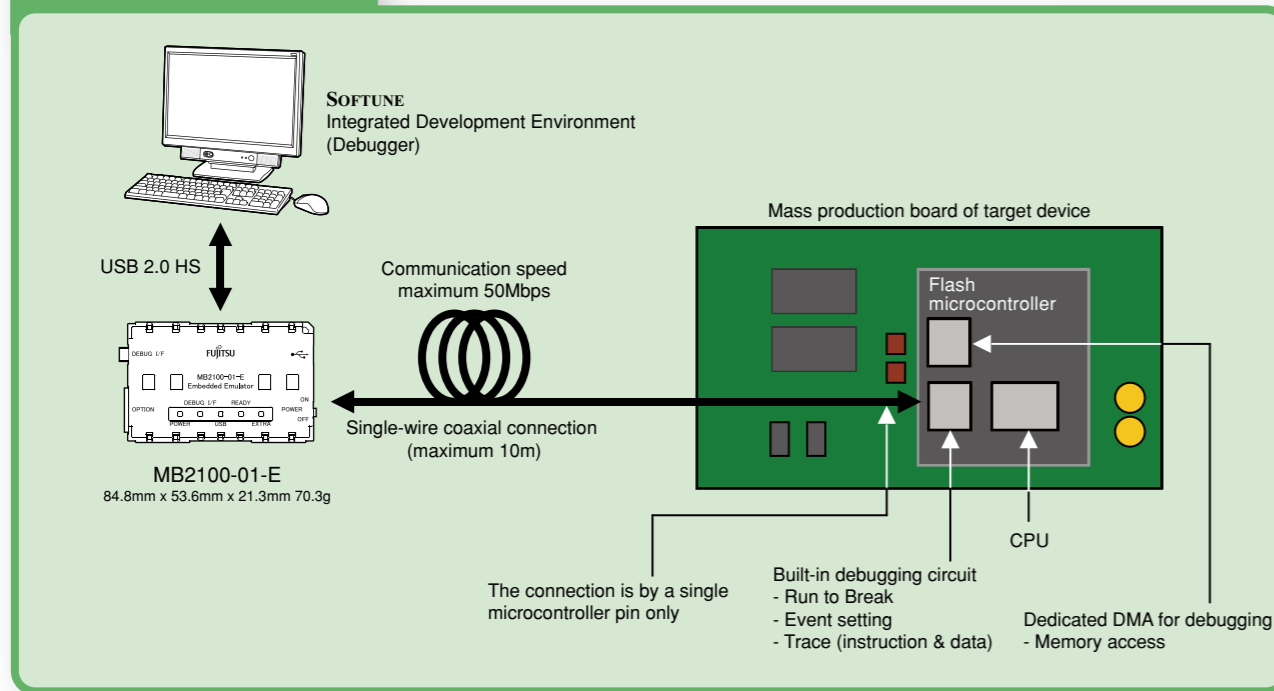 SOFTUNE
Integrated Development Environment
(Debugger)
USB 2.0 HS
Communication speed
maximum 50Mbps
Mass production board of target device
Flash
microcontroller
DEBUG I/F
FUJITSU
MB2100-01-E
Embedded Emulator
OPTION
DEBUG I/F
READY
ON
POWER
OFF
POWER
USB
EXTRA
Single-wire coaxial connection
(maximum 10m)
MB2100-01-E
84.8mm x 53.6mm x 21.3mm 70.3g
CPU
The connection is by a single
microcontroller pin only
Built-in debugging circuit
- Run to Break
- Event setting
- Trace (instruction & data)
Dedicated DMA for debugging
- Memory access